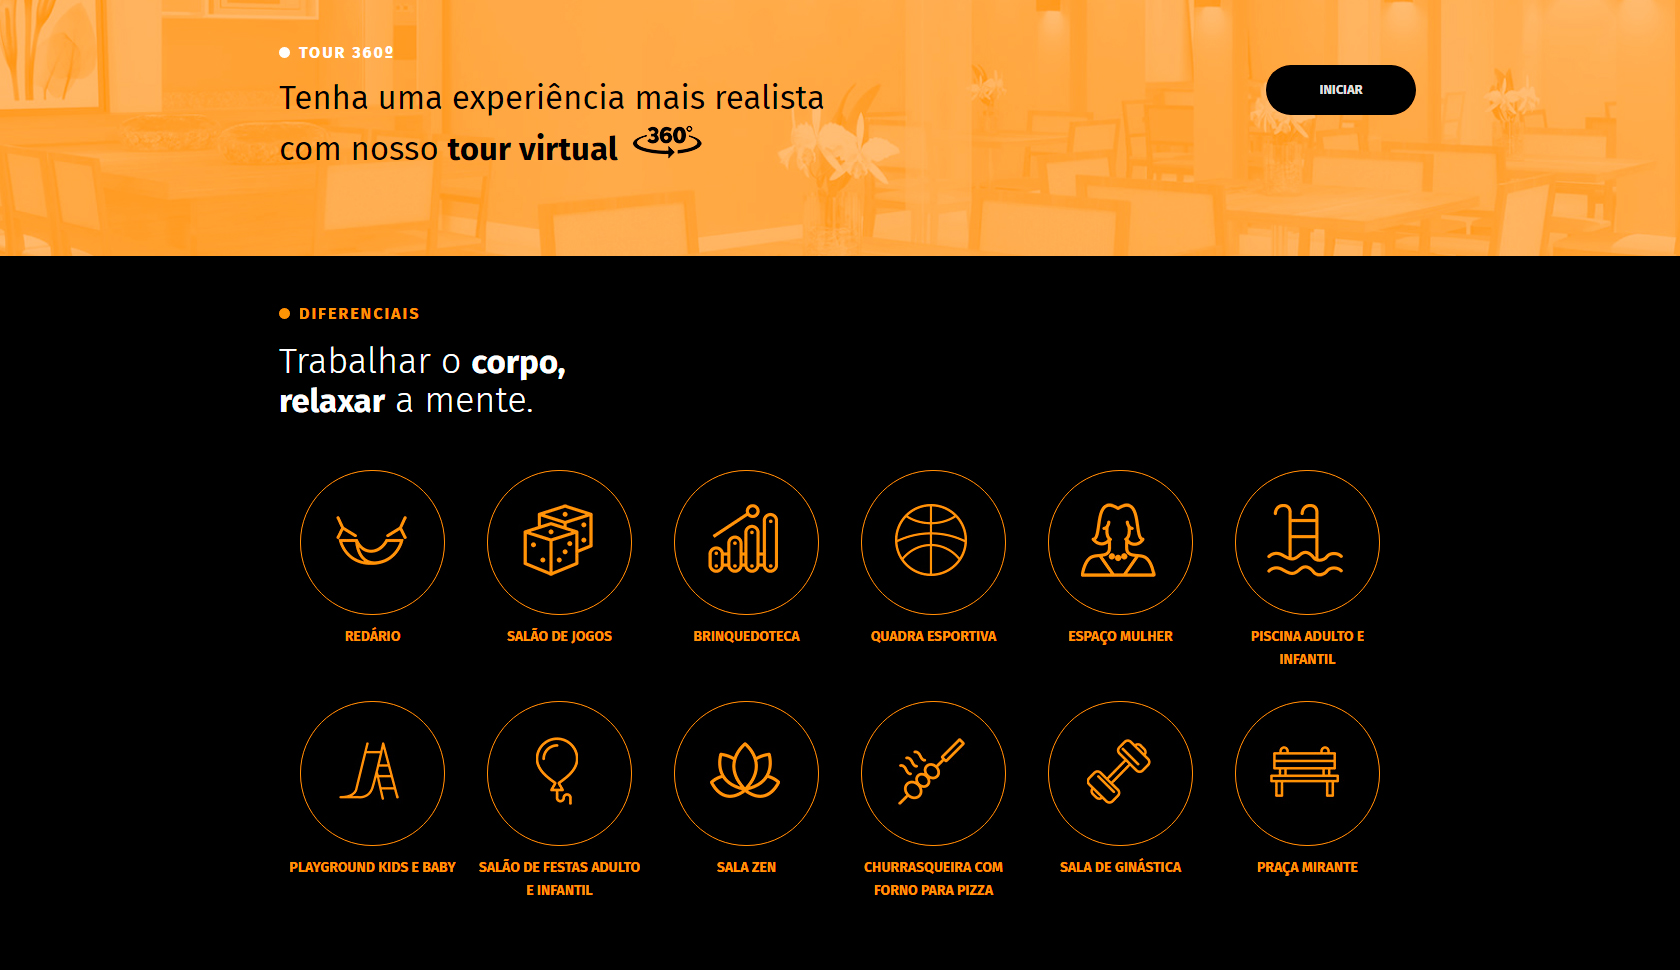 TOUR 360º
Tenha uma experiência mais realista
com nosso tour virtual 360°
INICIAR
DIFERENCIAIS
Trabalhar o corpo,
relaxar a mente.
REDÁRIO
SALÃO DE JOGOS
BRINQUEDOTECA
QUADRA ESPORTIVA
ESPAÇO MULHER
PISCINA ADULTO E
INFANTIL
PLAYGROUND KIDS E BABY
SALÃO DE FESTAS ADULTO
E INFANTIL
SALA ZEN
CHURRASQUEIRA COM
FORNO PARA PIZZA
SALA DE GINÁSTICA
PRAÇA MIRANTE